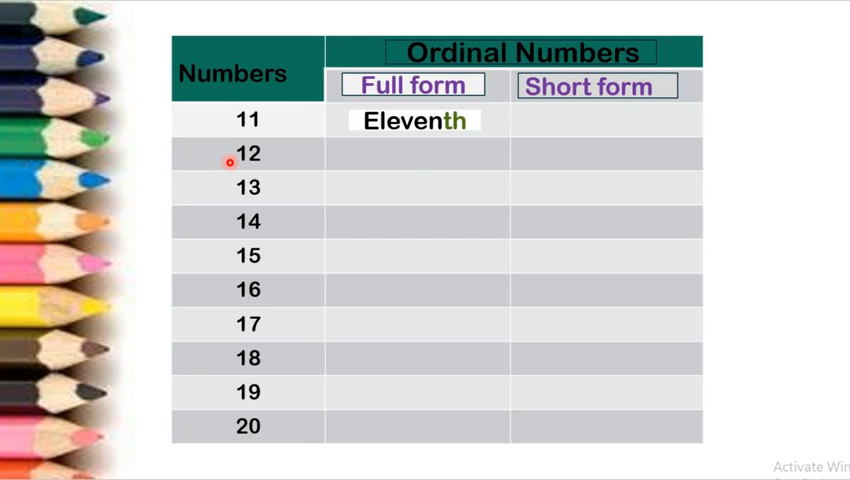 Ordinal Numbers
Numbers
Full form Short form
11 Eleventh
12
13
14
15
16
17
18
19
20
Activate Win